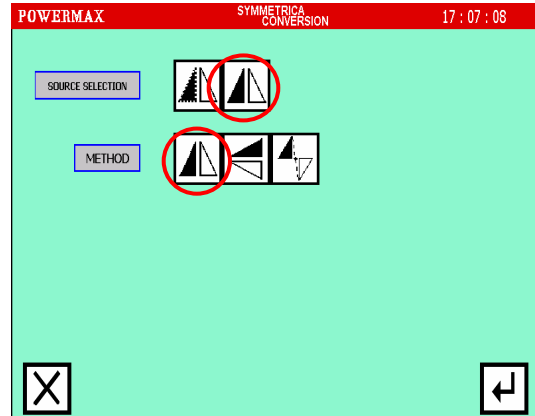 POWERMAX
SYMMETRICA
CONVERSION
17 : 07 : 08
SOURCE SELECTION
METHOD